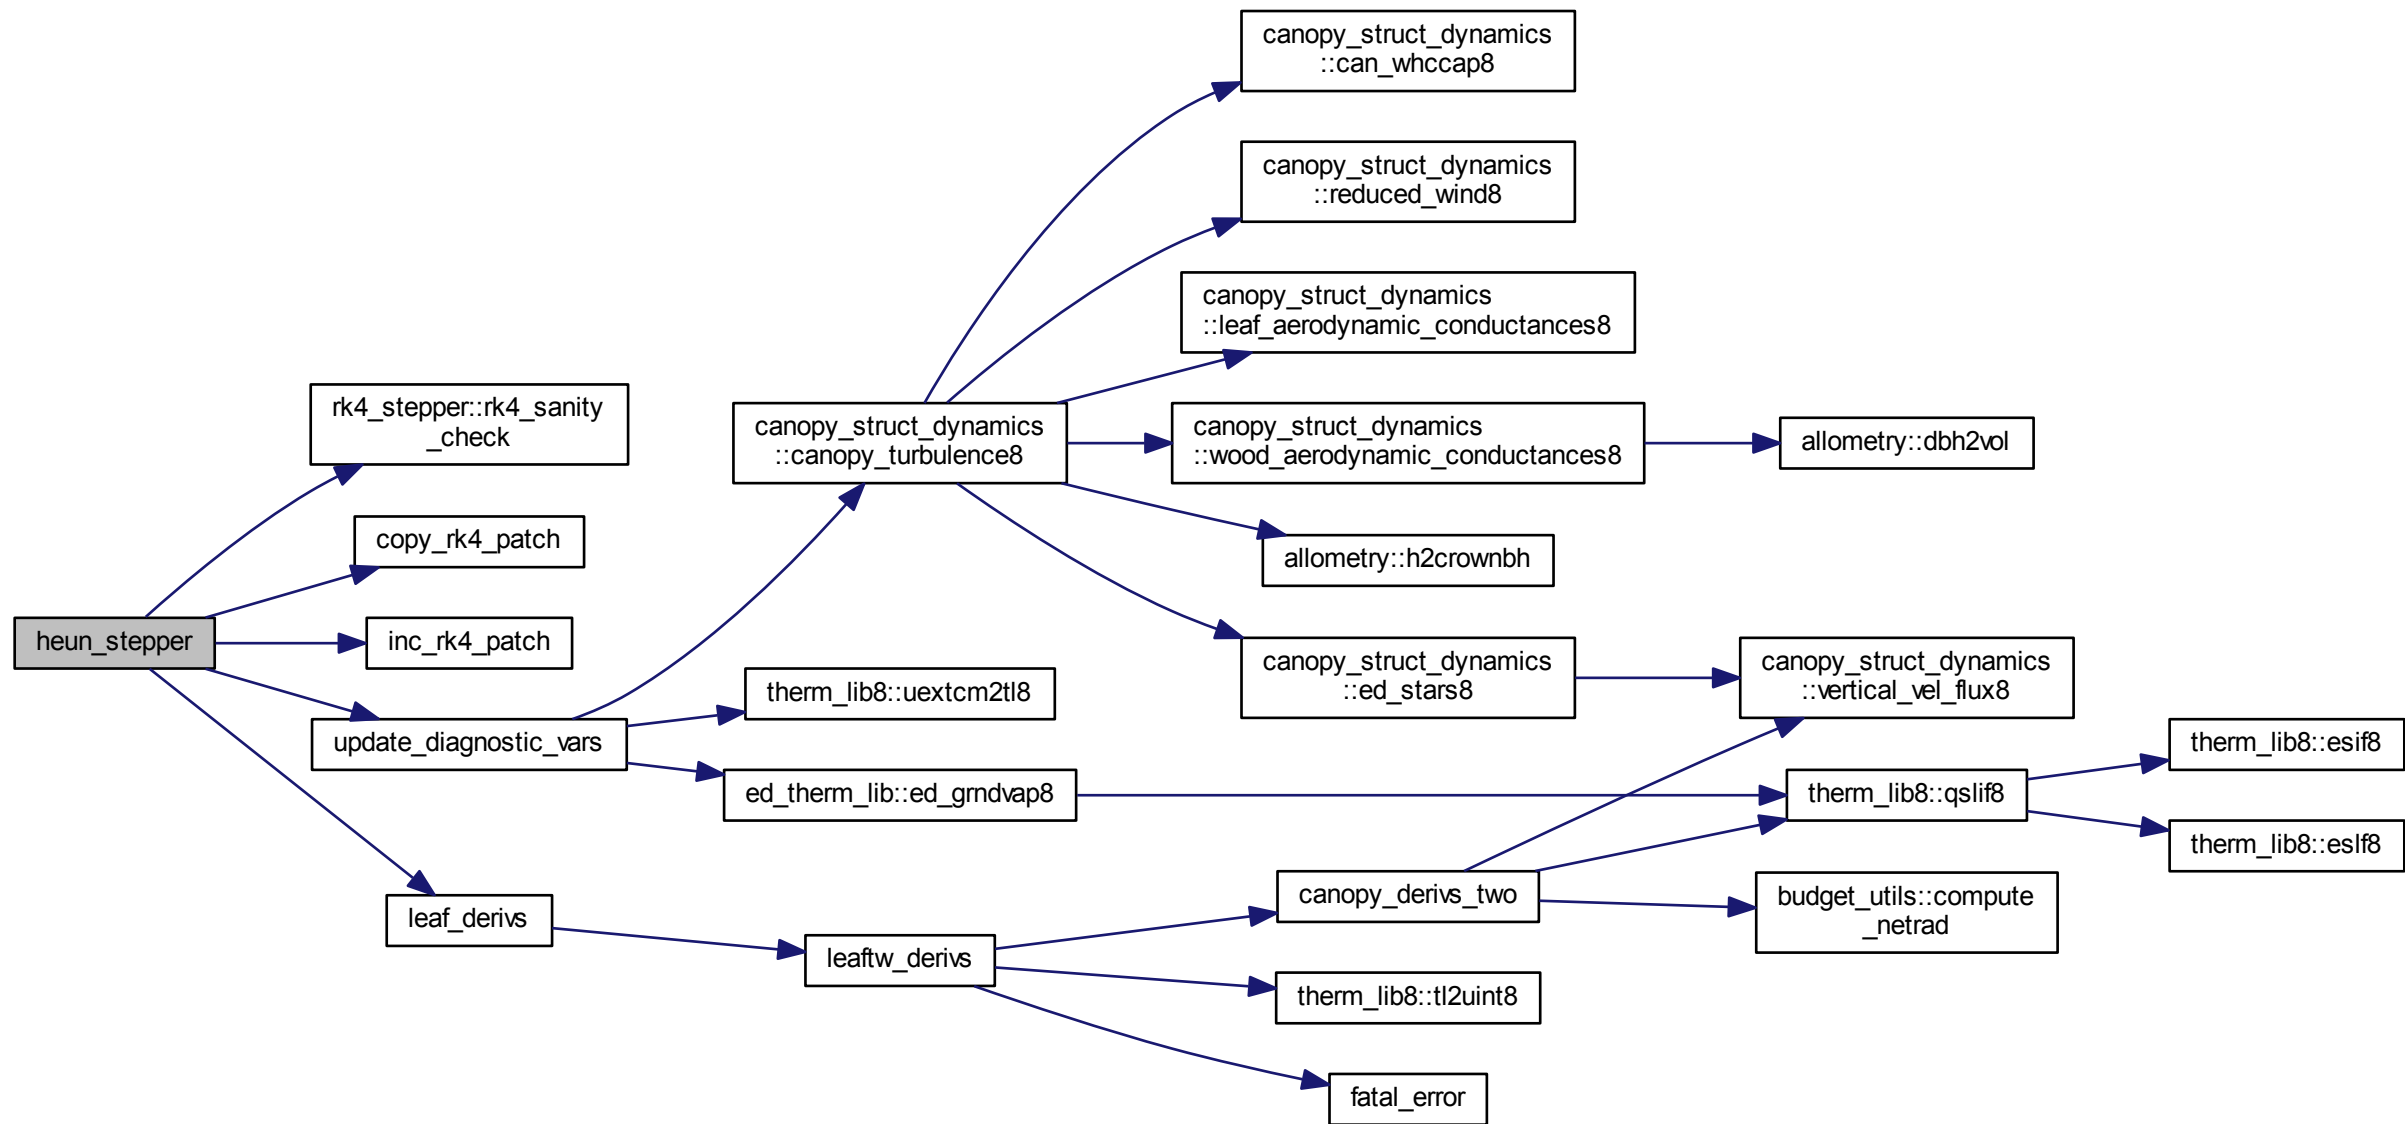 canopy_struct_dynamics
::can_whccap8
canopy_struct_dynamics
::reduced_wind8
canopy_struct_dynamics
::leaf_aerodynamic_conductances8
rk4_stepper::rk4_sanity
_check
canopy_struct_dynamics
::canopy_turbulence8
canopy_struct_dynamics
::wood_aerodynamic_conductances8
allometry::dbh2vol
copy_rk4_patch
allometry::h2crownbh
heun_stepper
inc_rk4_patch
canopy_struct_dynamics
::ed_stars8
canopy_struct_dynamics
::vertical_vel_flux8
therm_lib8::uextcm2tl8
update_diagnostic_vars
therm_lib8::esif8
ed_therm_lib::ed_grndvap8
therm_lib8::qslif8
therm_lib8::eslf8
canopy_derivs_two
budget_utils::compute
_netrad
leaf_derivs
leaftw_derivs
therm_lib8::tl2uint8
fatal_error